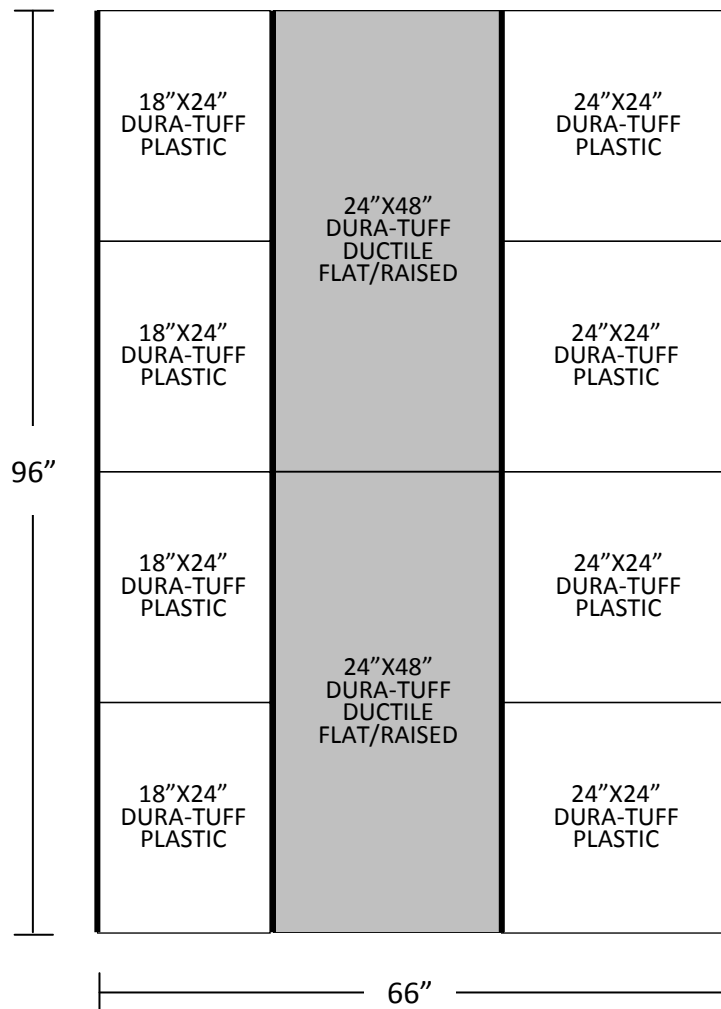 18”X24”
DURA-TUFF
PLASTIC
24”X48”
DURA-TUFF
DUCTILE
FLAT/RAISED
24”X24”
DURA-TUFF
PLASTIC
18”X24”
DURA-TUFF
PLASTIC
24”X24”
DURA-TUFF
PLASTIC
96”
18”X24”
DURA-TUFF
PLASTIC
24”X48”
DURA-TUFF
DUCTILE
FLAT/RAISED
24”X24”
DURA-TUFF
PLASTIC
18”X24”
DURA-TUFF
PLASTIC
24”X24”
DURA-TUFF
PLASTIC
66”